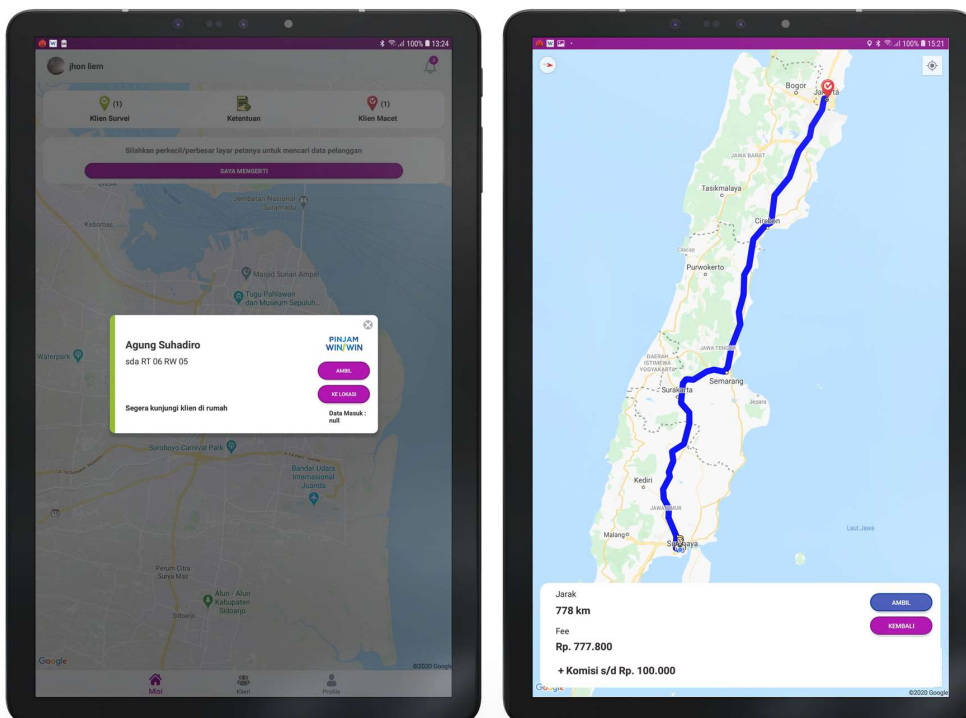 100% 13:24
jhon liem
3
(1)
Klien Survei
Ketentuan
(1)
Klien Macet
Silahkan perkecil/perbesar layar petanya untuk mencari data pelanggan
SAYA MENGERTI
Jembatan Nasional
Suramadu
Kebomas
Masjid Sunan Ampel
Tugu Pahlawan
dan Museum Sepuluh...
Waterpark
Agung Suhadiro
sda RT 06 RW 05
Segera kunjungi klien di rumah
PINJAM
WIN/WIN
AMBIL
KE LOKASI
Data Masuk :
null
Suroboyo Carnival Park
Bandar Udara
Internasional
Juanda
Perum Citra
Surya Mas
Alun - Alun
Kabupaten
Sidoarjo
Sidoarjo
Google
©2020 Google
Misi
Klien
Profile
100% 15:21
Bogor
Jakarta
JAWA BARAT
Tasikmalaya
Cirebon
Cilacap
Purwokerto
JAWA TENGAH
DAERAH
ISTIMEWA
YOGYAKARTA
Semarang
Surakarta
Jepara
Kediri
JAWA TIMUR
Malang
Surabaya
Laut Jawa
Jarak
778 km
Fee
Rp. 777.800
+ Komisi s/d Rp. 100.000
AMBIL
KEMBALI
Google
©2020 Google